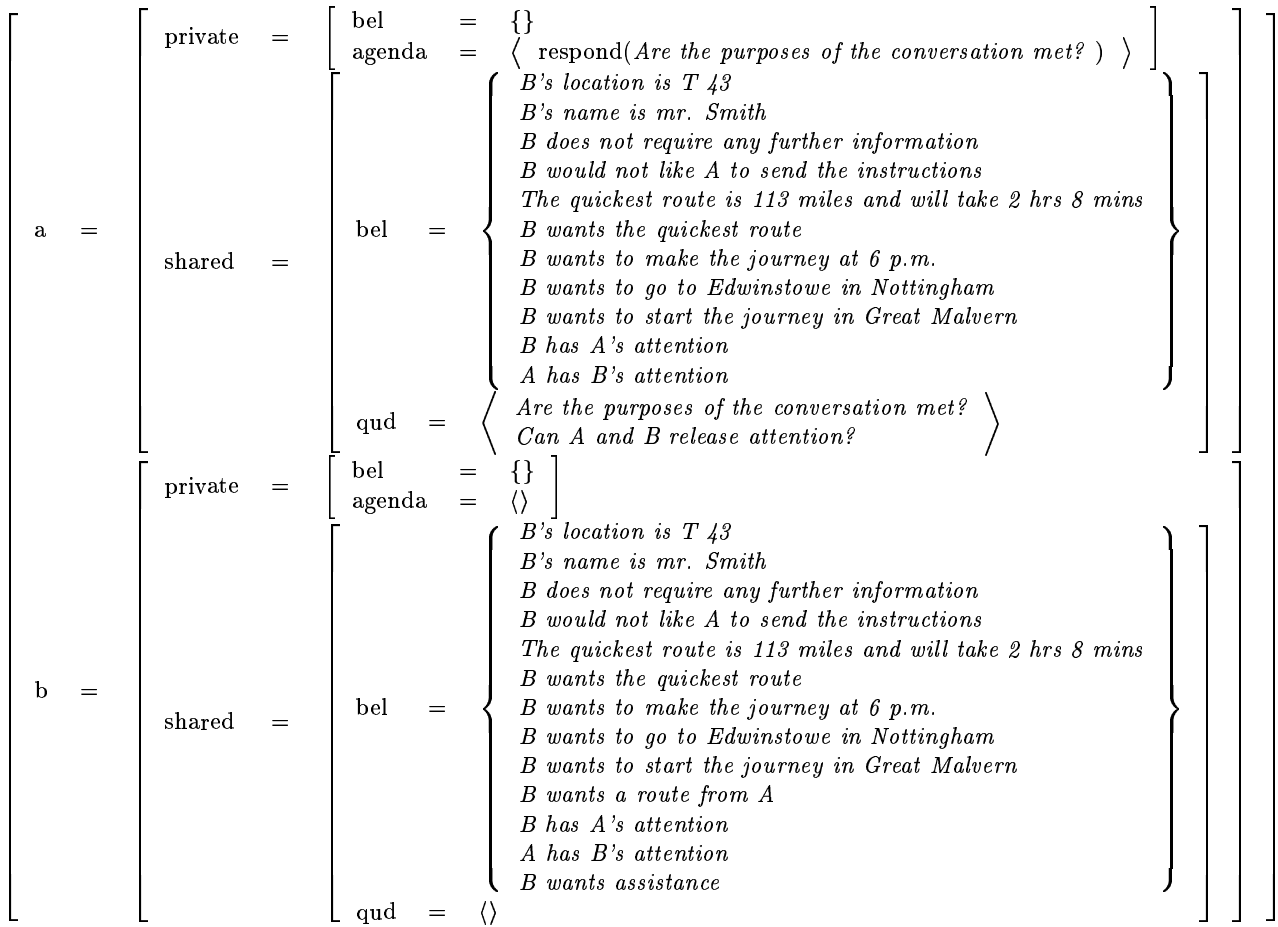 private = bel = {}
agenda = ⟨ respond(Are the purposes of the conversation met? ) ⟩
B's location is T 43
B's name is mr. Smith
B does not require any further information
B would not like A to send the instructions
The quickest route is 113 miles and will take 2 hrs 8 mins
a = bel = B wants the quickest route
shared = B wants to make the journey at 6 p.m.
B wants to go to Edwinstowe in Nottingham
B wants to start the journey in Great Malvern
B has A's attention
A has B's attention
qud = ⟨ Are the purposes of the conversation met?
Can A and B release attention? ⟩
private = bel = {}
agenda = ⟨⟩
B's location is T 43
B's name is mr. Smith
B does not require any further information
B would not like A to send the instructions
The quickest route is 113 miles and will take 2 hrs 8 mins
b = B wants the quickest route
shared = bel = B wants to make the journey at 6 p.m.
B wants to go to Edwinstowe in Nottingham
B wants to start the journey in Great Malvern
B wants a route from A
B has A's attention
A has B's attention
B wants assistance
qud = ⟨⟩